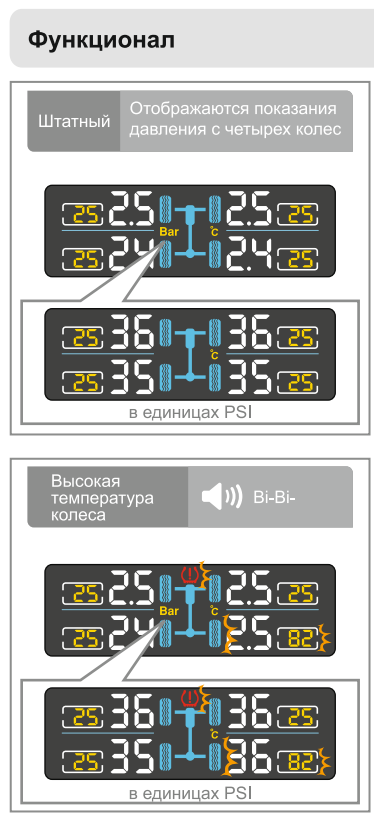 Функционал
Штатный
Отображаются показания
давления с четырех колес
25 2.5 2.5 25
Bar °C
25 2.4 2.4 25
25 36 36 25
°C
25 35 35 25
в единицах PSI
Высокая
температура
колеса
Bi-Bi-
25 2.5 2.5 25
Bar °C
25 2.4 2.5 82
25 36 36 25
°C
25 35 36 82
в единицах PSI